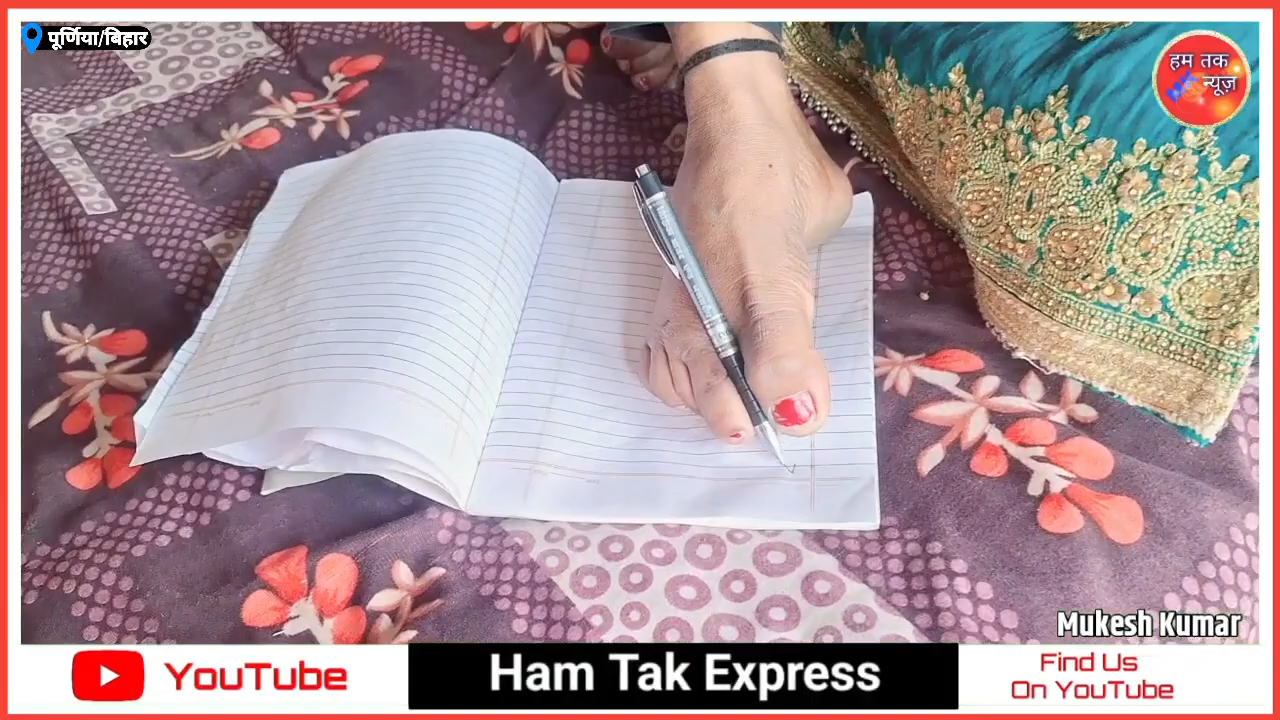 पूर्णिया/बिहार
हम तक
न्यूज़
Mukesh Kumar
YouTube
Ham Tak Express
Find Us
On YouTube